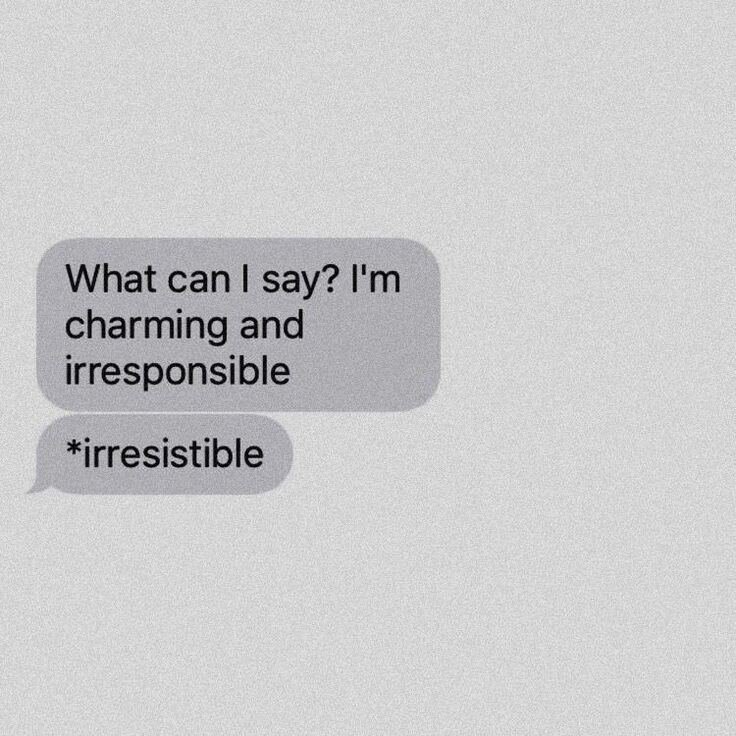 What can I say? I'm
charming and
irresponsible
*irresistible